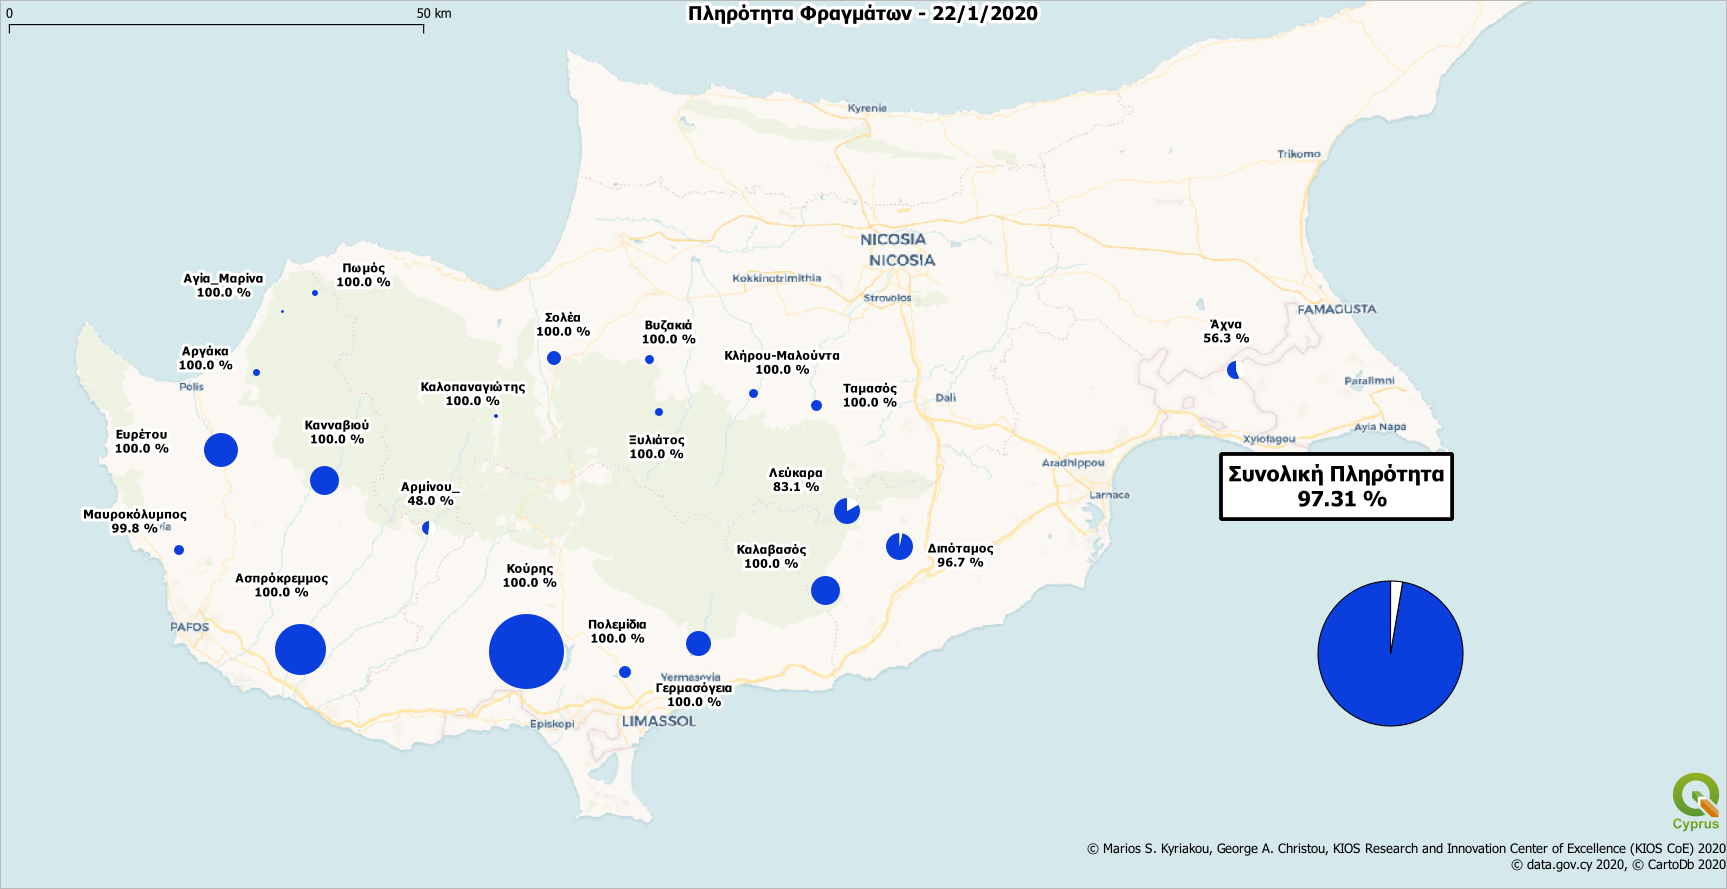 0
50 km
Πληρότητα Φραγμάτων - 22/1/2020
Kyrenia
Trikomo
NICOSIA
NICOSIA
Kokkinotrimithia
Strovolos
FAMAGUSTA
Αγία_Μαρίνα
100.0 %
Πωμός
100.0 %
Σολέα
100.0 %
Βυζακιά
100.0 %
Άχνα
56.3 %
Αργάκα
100.0 %
Polis
Κλήρου-Μαλούντα
100.0 %
Καλοπαναγιώτης
100.0 %
Ταμασός
100.0 %
Dali
Paralimni
Ayia Napa
Xylofagou
Ευρέτου
100.0 %
Κανναβιού
100.0 %
Ξυλιάτος
100.0 %
Λεύκαρα
83.1 %
Aradhippou
Larnaca
Συνολική Πληρότητα
97.31 %
Αρμίνου_
48.0 %
Μαυροκόλυμπος
99.8 %
Καλαβασός
100.0 %
Διπόταμος
96.7 %
Ασπρόκρεμμος
100.0 %
Κούρης
100.0 %
PAFOS
Πολεμίδια
100.0 %
Yermasoyia
Γερμασόγεια
100.0 %
Episkopi
LIMASSOL
Cyprus
© Marios S. Kyriakou, George A. Christou, KIOS Research and Innovation Center of Excellence (KIOS CoE) 2020
© data.gov.cy 2020, © CartoDb 2020